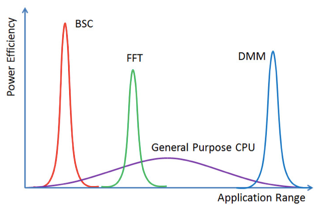 Power Efficiency
BSC
FFT
DMM
General Purpose CPU
Application Range